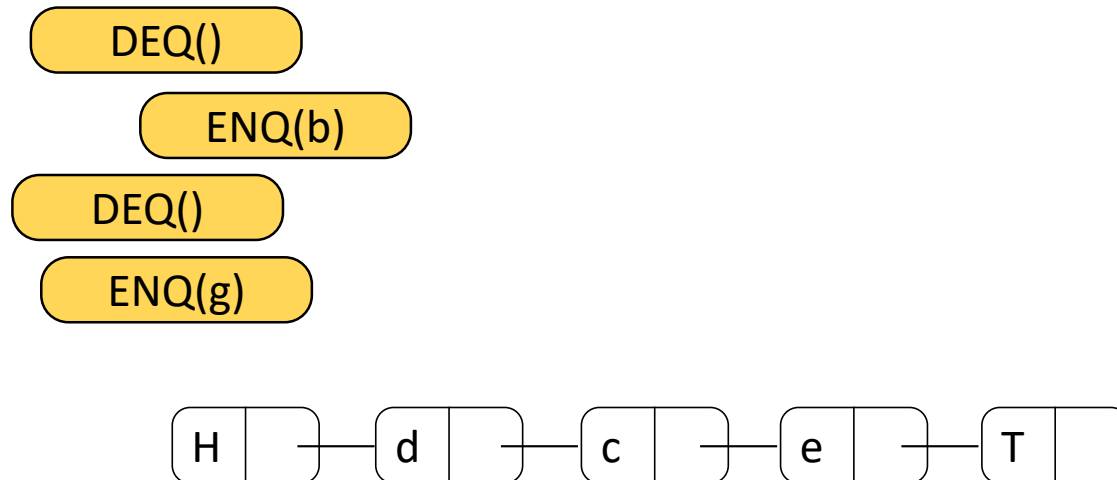 DEQ()
ENQ(b)
DEQ()
ENQ(g)
H d c e T